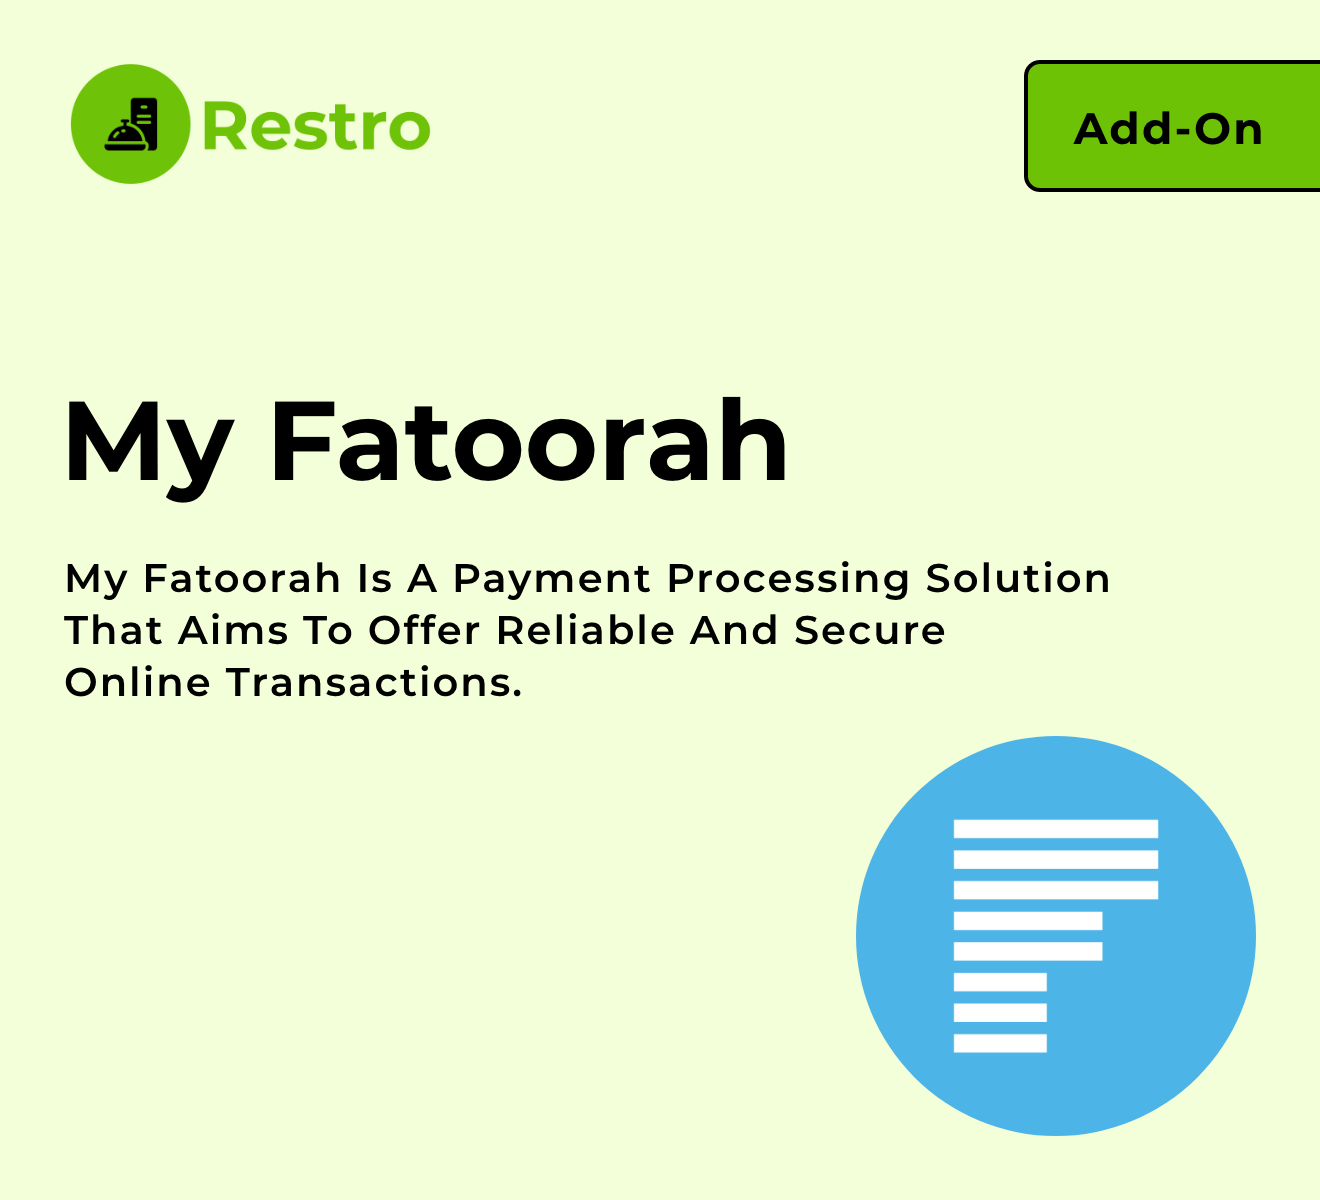 Restro
Add-On
My Fatoorah
My Fatoorah Is A Payment Processing Solution
That Aims To Offer Reliable And Secure
Online Transactions.